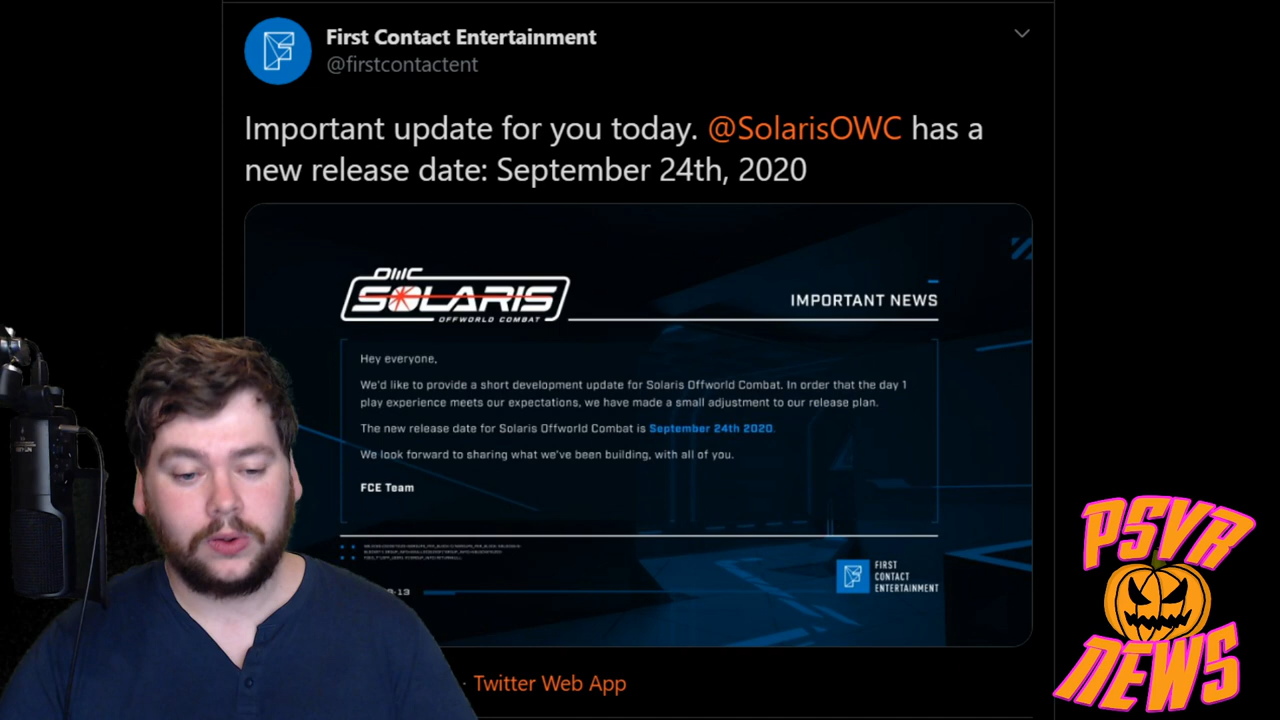 First Contact Entertainment
@firstcontactent
Important update for you today. @SolarisOWC has a
new release date: September 24th, 2020
OWC
SOLARIS
OFFWORLD COMBAT
IMPORTANT NEWS
Hey everyone,
We'd like to provide a short development update for Solaris Offworld Combat. In order that the day 1
play experience meets our expectations, we have made a small adjustment to our release plan.
The new release date for Solaris Offworld Combat is September 24th 2020.
We look forward to sharing what we've been building, with all of you.
FCE Team
FIRST
CONTACT
ENTERTAINMENT
· Twitter Web App
PSVR
NEWS